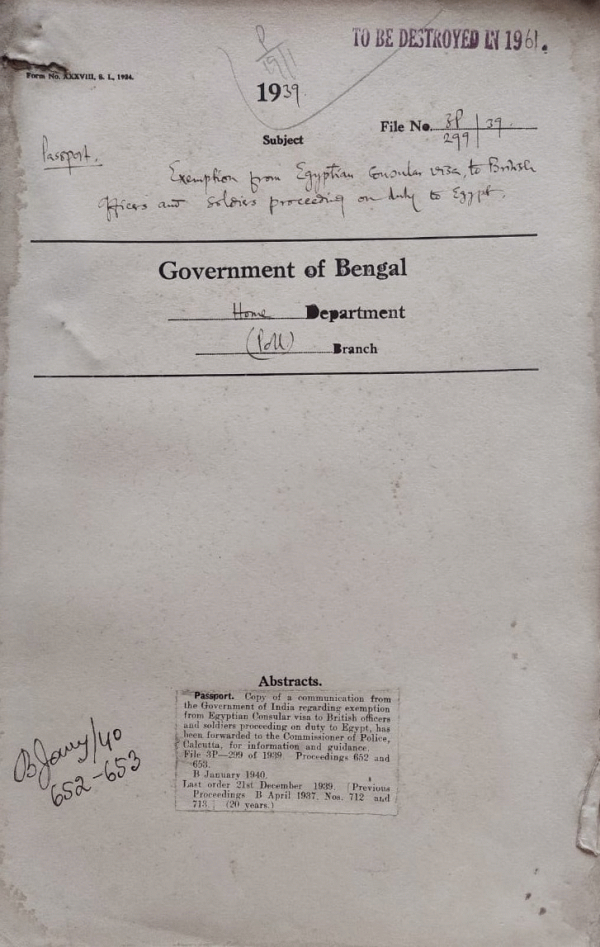 TO BE DESTROYED IN 1961.
Form No. XXXVIII, S. L, 1934.
1939
File No. 3P/299 | 39
Subject
Passport.
Exemption from Egyptian Consular visa, to British
officers and soldiers proceeding on duty to Egypt.
Government of Bengal
Home Department
(Poll) Branch
Abstracts.
Passport. Copy of a communication from
the Government of India regarding exemption
from Egyptian Consular visa to British officers
and soldiers proceeding on duty to Egypt, has
been forwarded to the Commissioner of Police,
Calcutta, for information and guidance.
File 3P—299 of 1939. Proceedings 652 and
653.
B January 1940.
Last order 21st December 1939. [Previous
Proceedings B April 1937. Nos. 712 and
713.] (20 years.)
B Jany/40
652-653